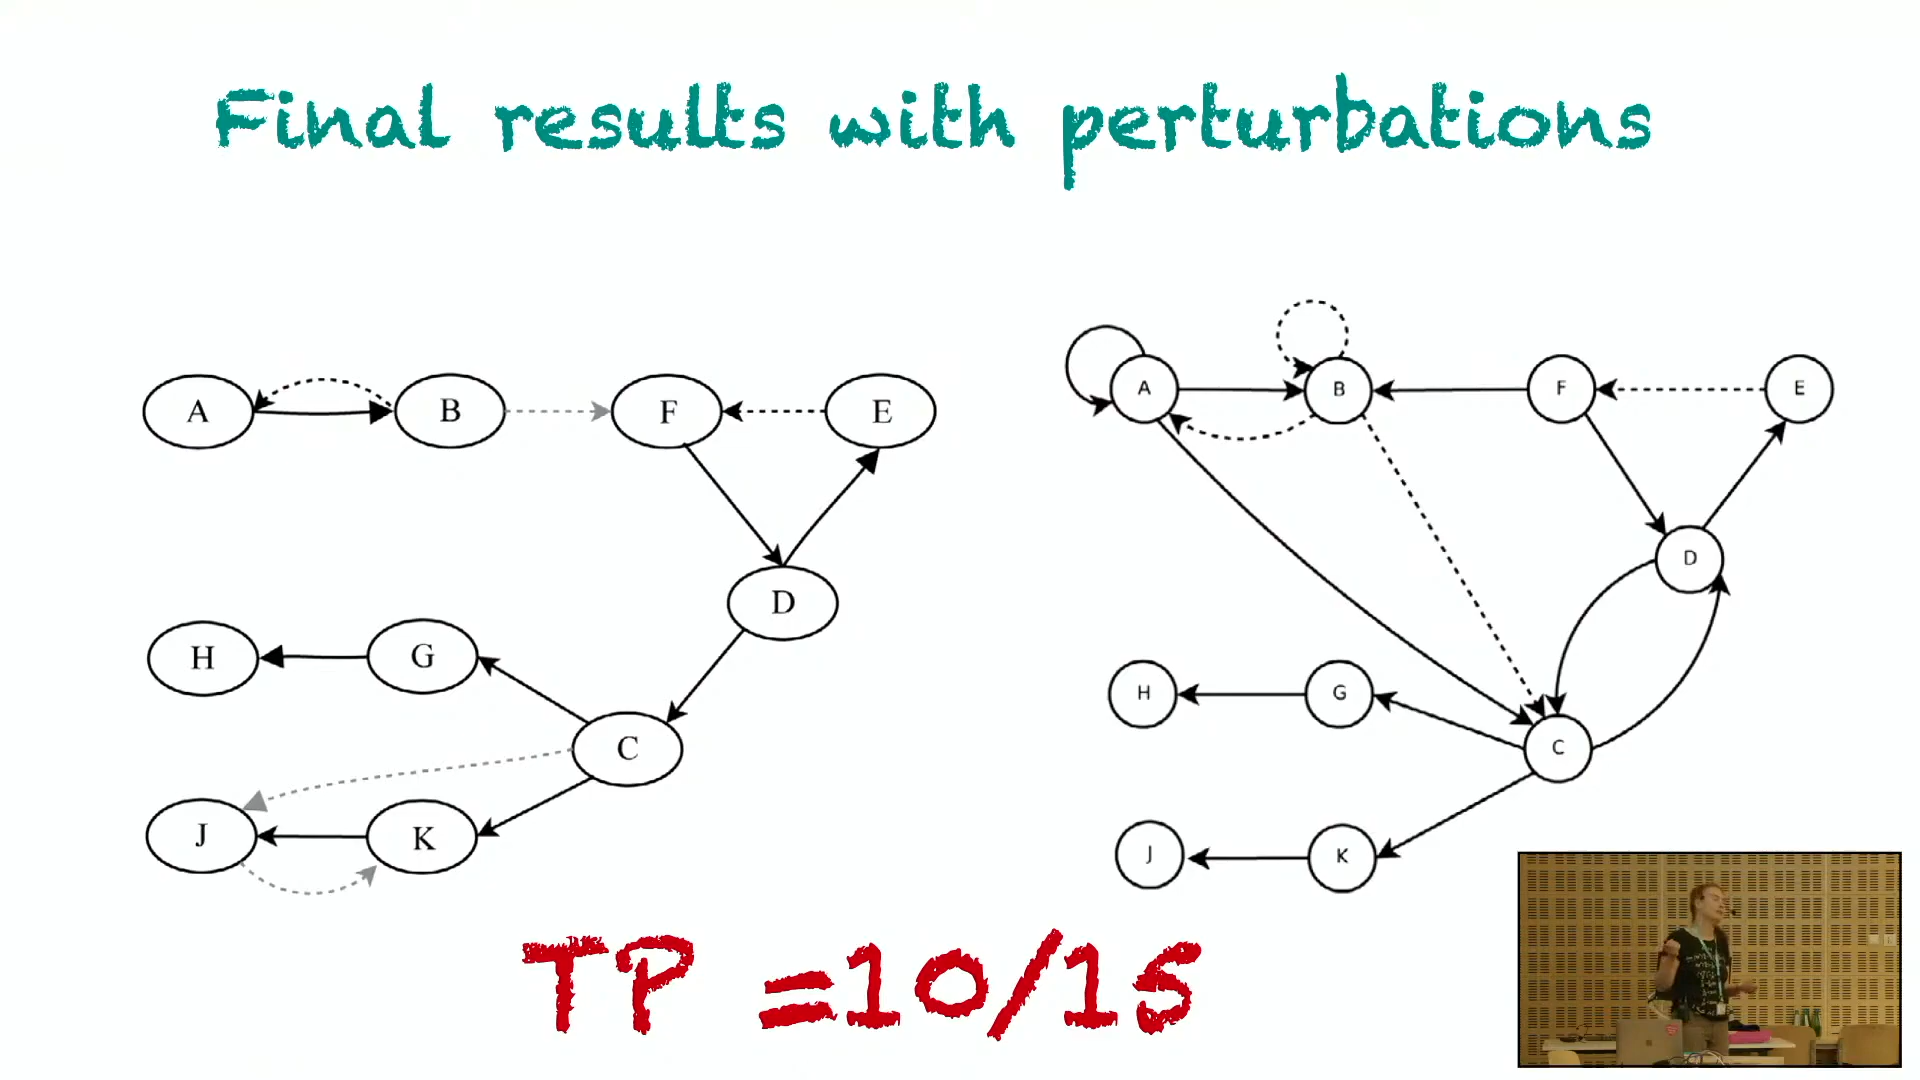 Final results with perturbations
A B F E
D
H G
C
J K
A B F E
D
H G
C
J K
TP =10/15